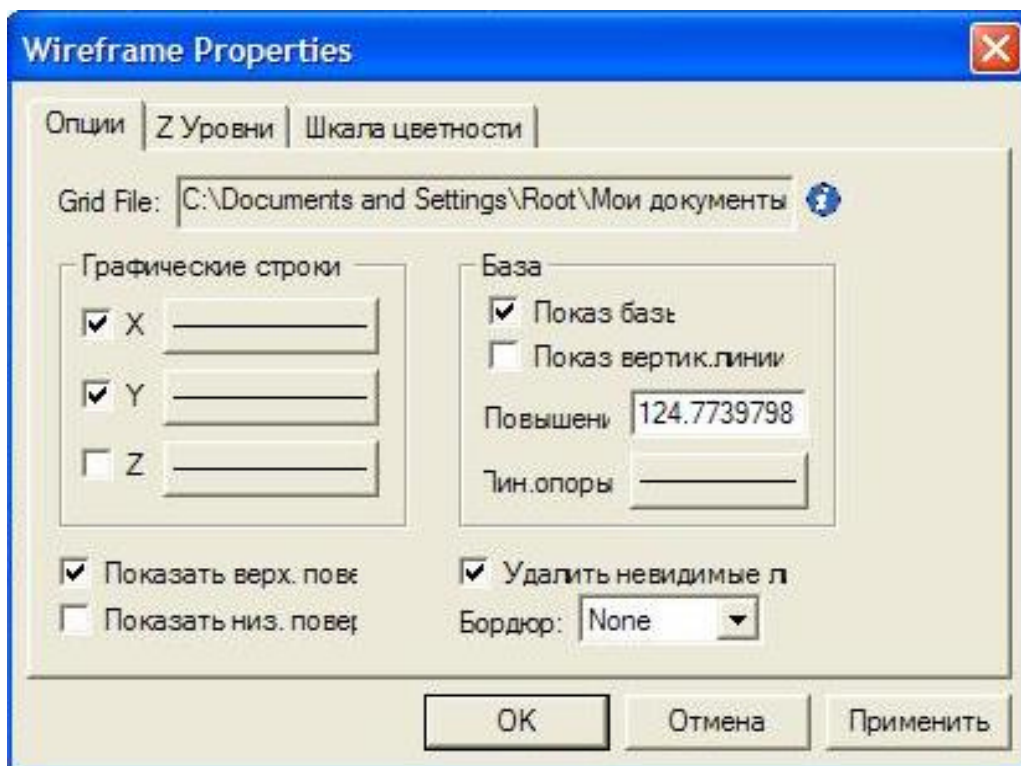 Wireframe Properties
Опции Z Уровни Шкала цветности
Grid File: C:\Documents and Settings\Root\Мои документы
Графические строки
X
Y
Z
База
Показ базь
Показ вертик.линии
Повышени 124.7739798
Лин.опоры
Показать верх. пове
Показать низ. повер
Удалить невидимые л
Бордюр: None
OK Отмена Применить